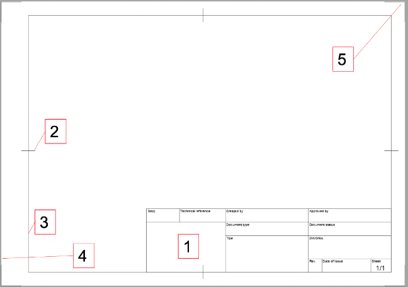 5
2
3
4
1
Dept.
Technical reference
Created by
Approved by
Document type
Document status
Title
DWG No.
Rev.
Date of issue
Sheet
1/1